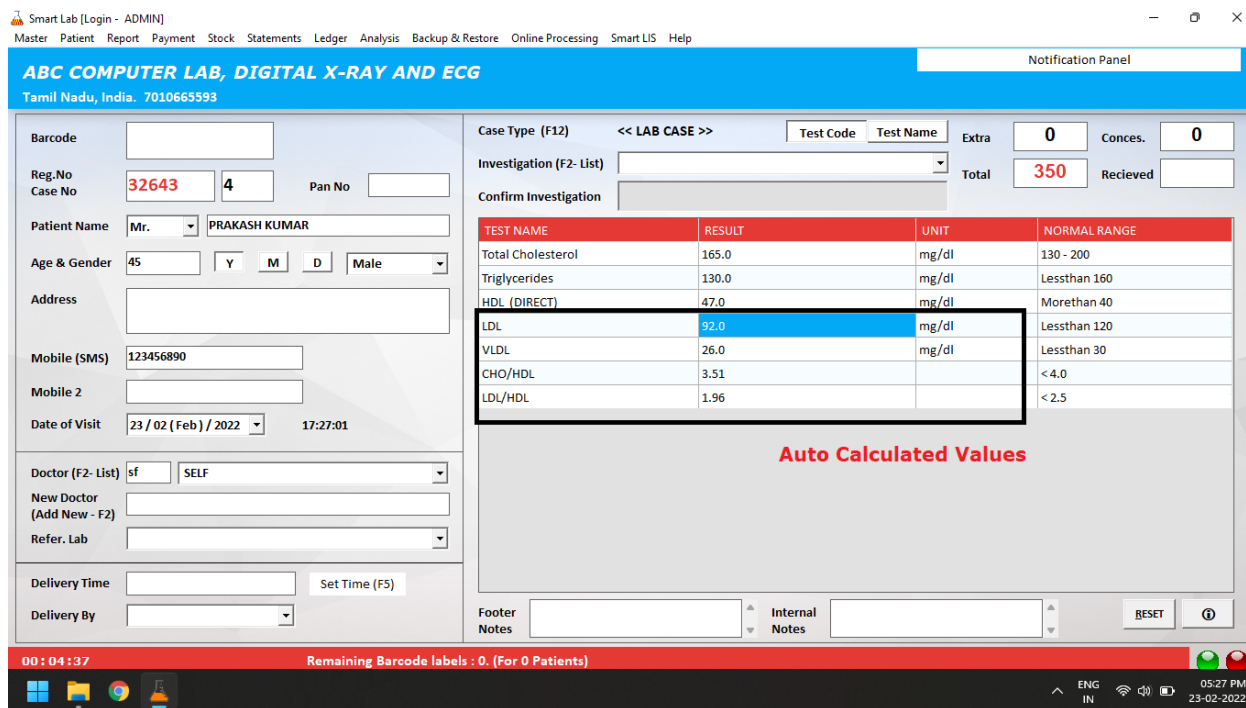 Smart Lab [Login - ADMIN]
Master Patient Report Payment Stock Statements Ledger Analysis Backup & Restore Online Processing Smart LIS Help
ABC COMPUTER LAB, DIGITAL X-RAY AND ECG
Tamil Nadu, India. 7010665593
Notification Panel
Barcode
Reg.No
Case No
32643 4 Pan No
Patient Name Mr. PRAKASH KUMAR
Age & Gender 45 Y M D Male
Address
Mobile (SMS) 123456890
Mobile 2
Date of Visit 23 / 02 ( Feb ) / 2022 17:27:01
Doctor (F2- List) sf SELF
New Doctor
(Add New - F2)
Refer. Lab
Delivery Time Set Time (F5)
Delivery By
Case Type (F12) << LAB CASE >> Test Code Test Name Extra 0 Conces. 0
Investigation (F2- List) Total 350 Recieved
Confirm Investigation
TEST NAME RESULT UNIT NORMAL RANGE
Total Cholesterol 165.0 mg/dl 130 - 200
Triglycerides 130.0 mg/dl Lessthan 160
HDL (DIRECT) 47.0 mg/dl Morethan 40
LDL 92.0 mg/dl Lessthan 120
VLDL 26.0 mg/dl Lessthan 30
CHO/HDL 3.51 < 4.0
LDL/HDL 1.96 < 2.5
Auto Calculated Values
Footer
Notes
Internal
Notes
RESET
00:04:37 Remaining Barcode labels : 0. (For 0 Patients)
ENG
IN
05:27 PM
23-02-2022